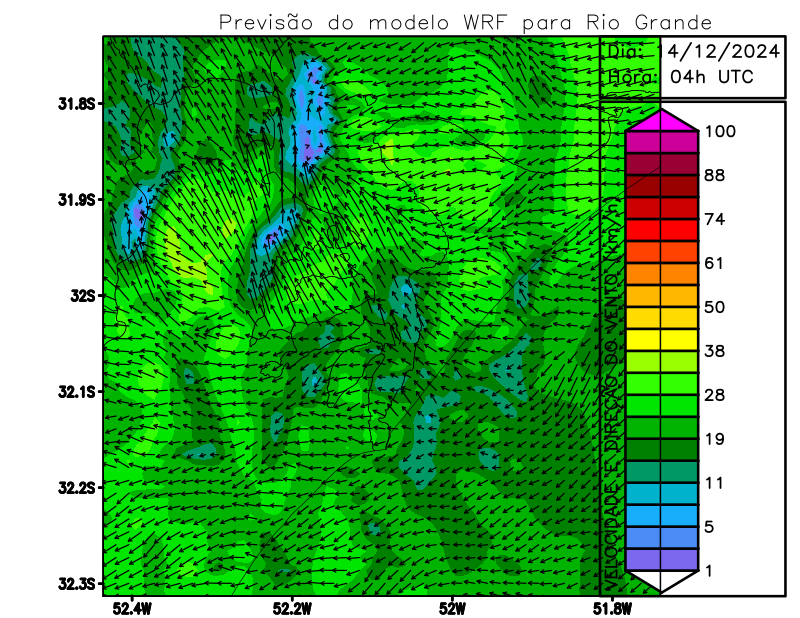 Previsão do modelo WRF para Rio Grande
Dia: 14/12/2024
Hora: 04h UTC
VELOCIDADE E DIREÇÃO DO VENTO (km/h)
100
88
74
61
50
38
28
19
11
5
1
31.8S
31.9S
32S
32.1S
32.2S
32.3S
52.4W
52.2W
52W
51.8W